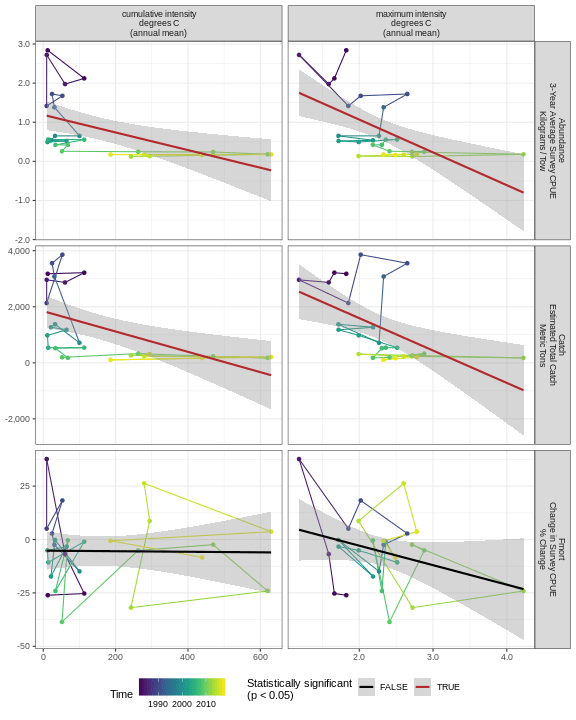 cumulative intensity
degrees C
(annual mean)
maximum intensity
degrees C
(annual mean)
3.0
2.0
1.0
0.0
-1.0
-2.0
Abundance
3-Year Average Survey CPUE
Kilograms / Tow
4,000
2,000
0
-2,000
Catch
Estimated Total Catch
Metric Tons
25
0
-25
-50
Fmort
Change in Survey CPUE
% Change
0
200
400
600
2.0
3.0
4.0
Time
1990 2000 2010
Statistically significant
(p < 0.05)
FALSE
TRUE